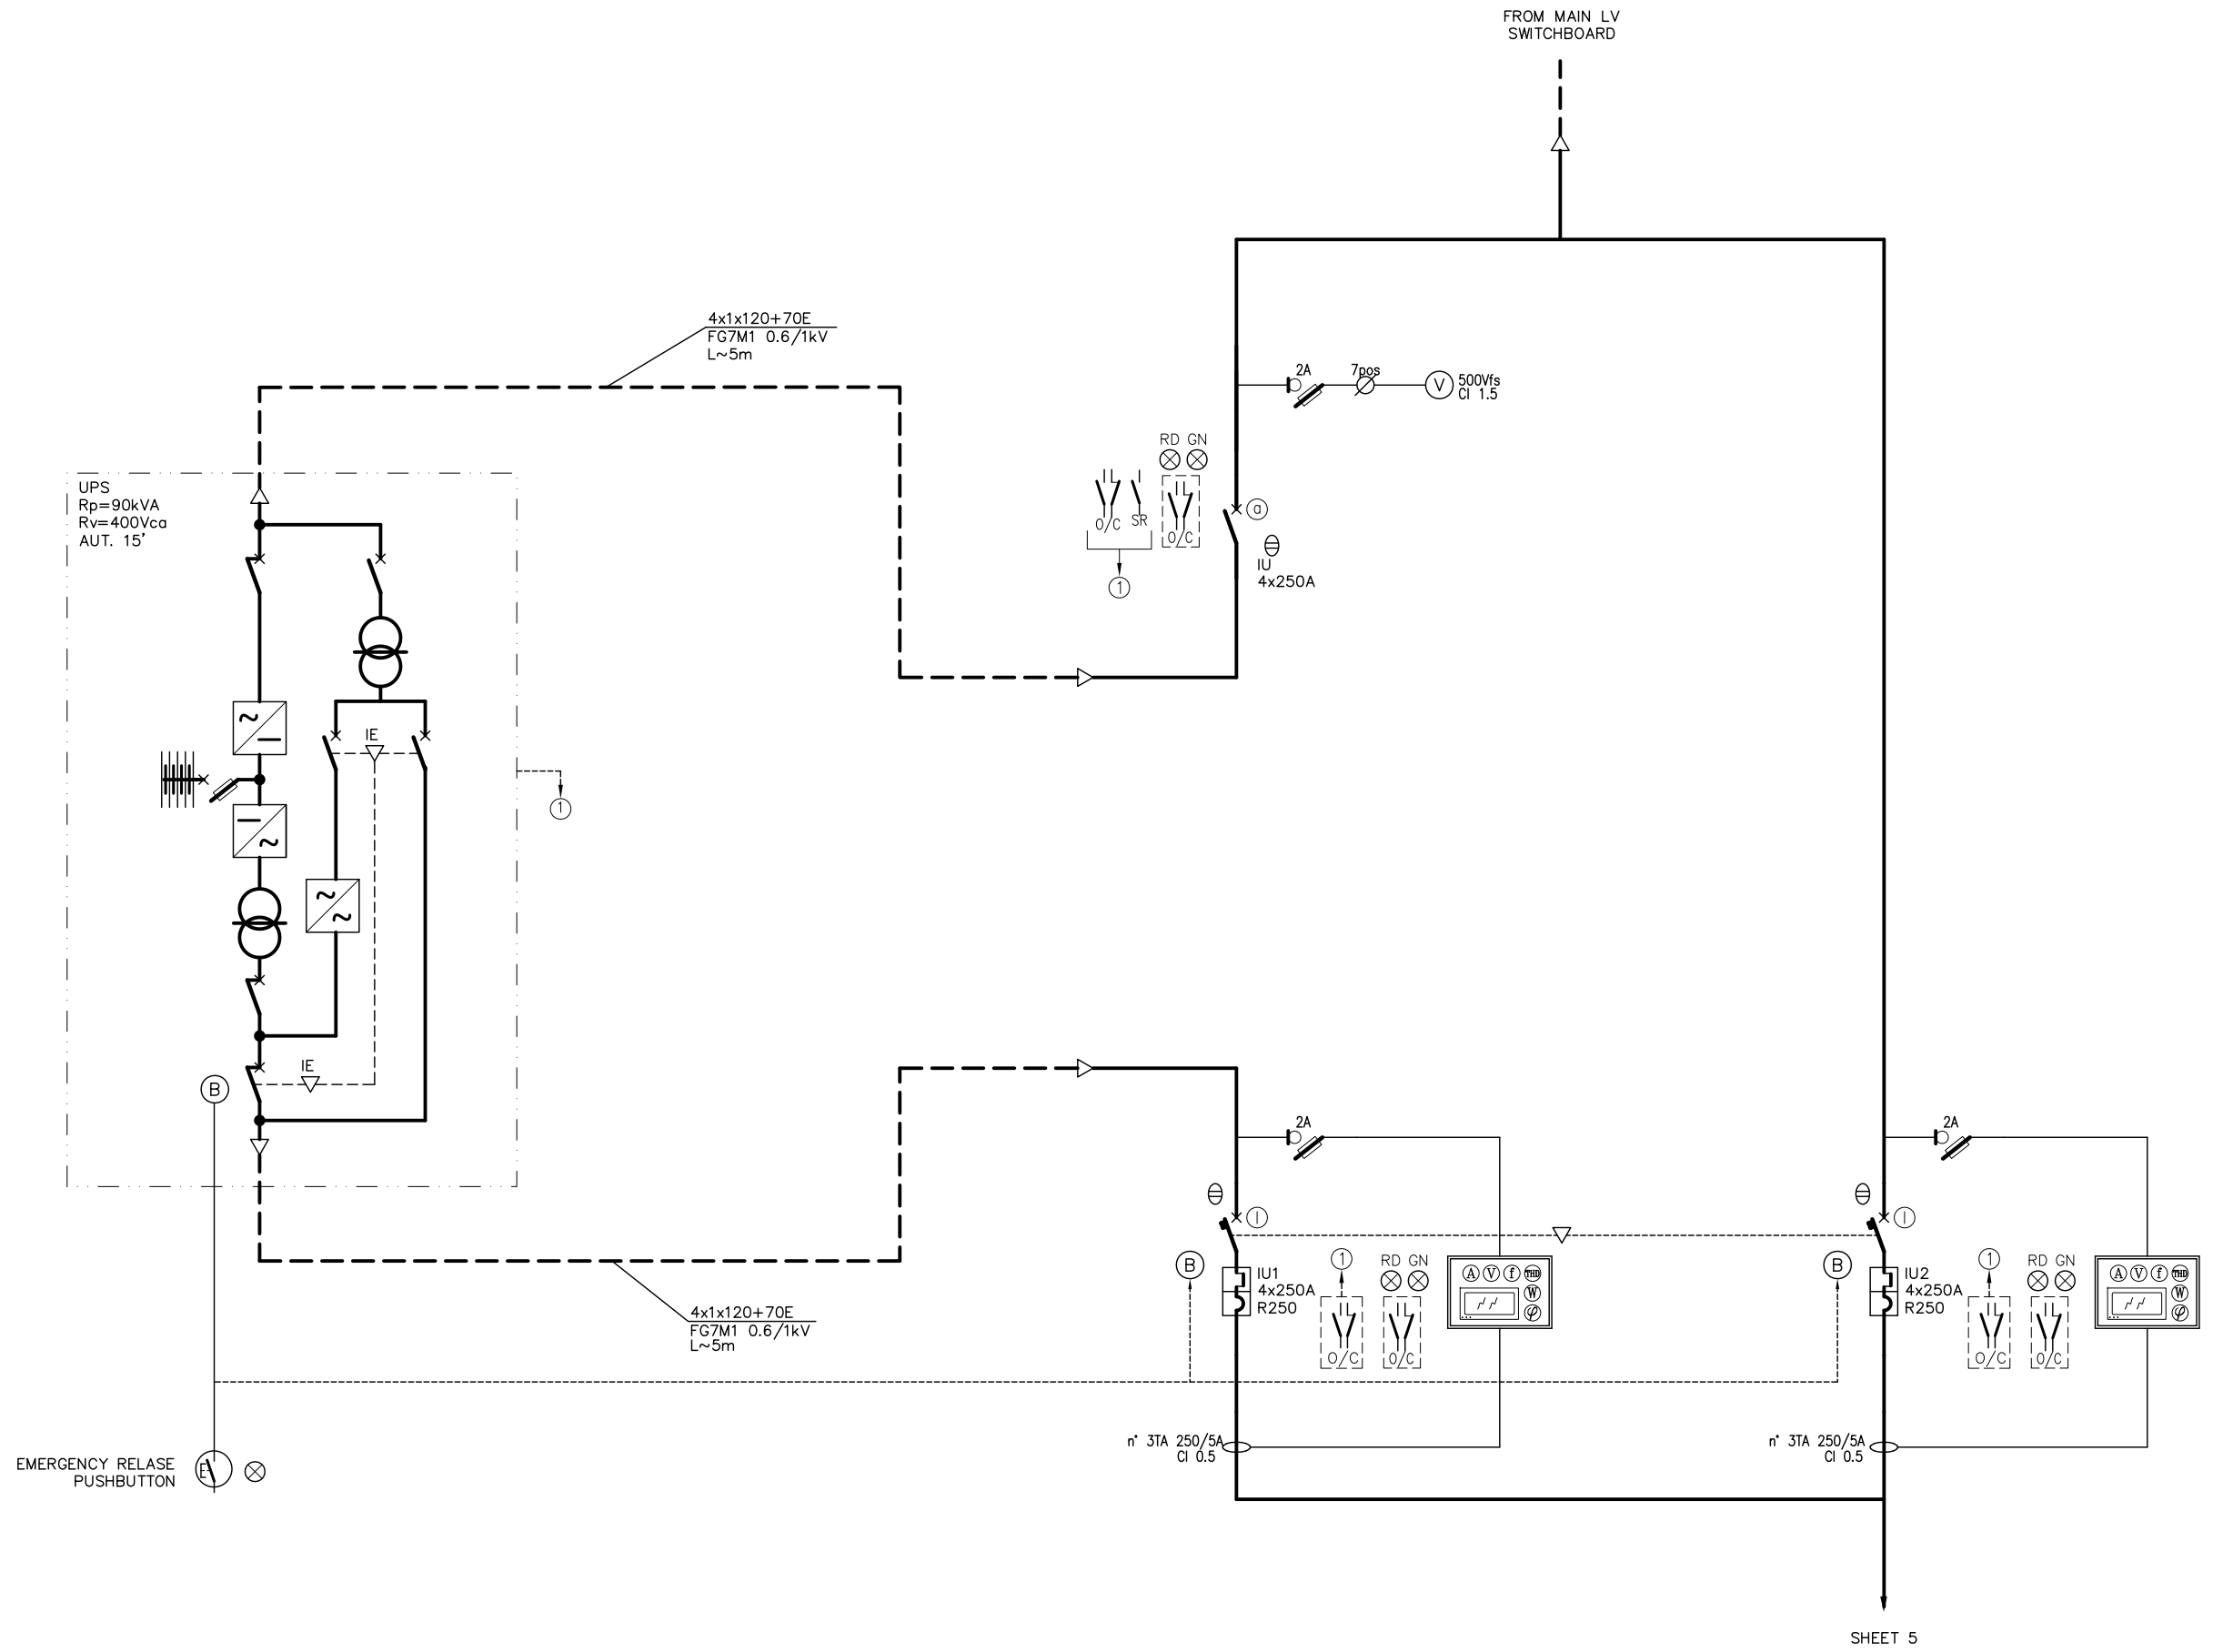 FROM MAIN LV
SWITCHBOARD
4x1x120+70E
FG7M1 0.6/1kV
L~5m
2A
7pos
V
500Vfs
Cl 1.5
RD GN
UPS
Rp=90kVA
Rv=400Vca
AUT. 15'
O/C
SR
O/C
a
IU
4x250A
1
IE
1
IE
B
2A
2A
I
I
B
IU1
4x250A
R250
1
RD GN
A V f THD
W
φ
O/C
O/C
B
IU2
4x250A
R250
1
RD GN
A V f THD
W
φ
O/C
O/C
4x1x120+70E
FG7M1 0.6/1kV
L~5m
n° 3TA 250/5A
Cl 0.5
n° 3TA 250/5A
Cl 0.5
EMERGENCY RELASE
PUSHBUTTON
E
SHEET 5